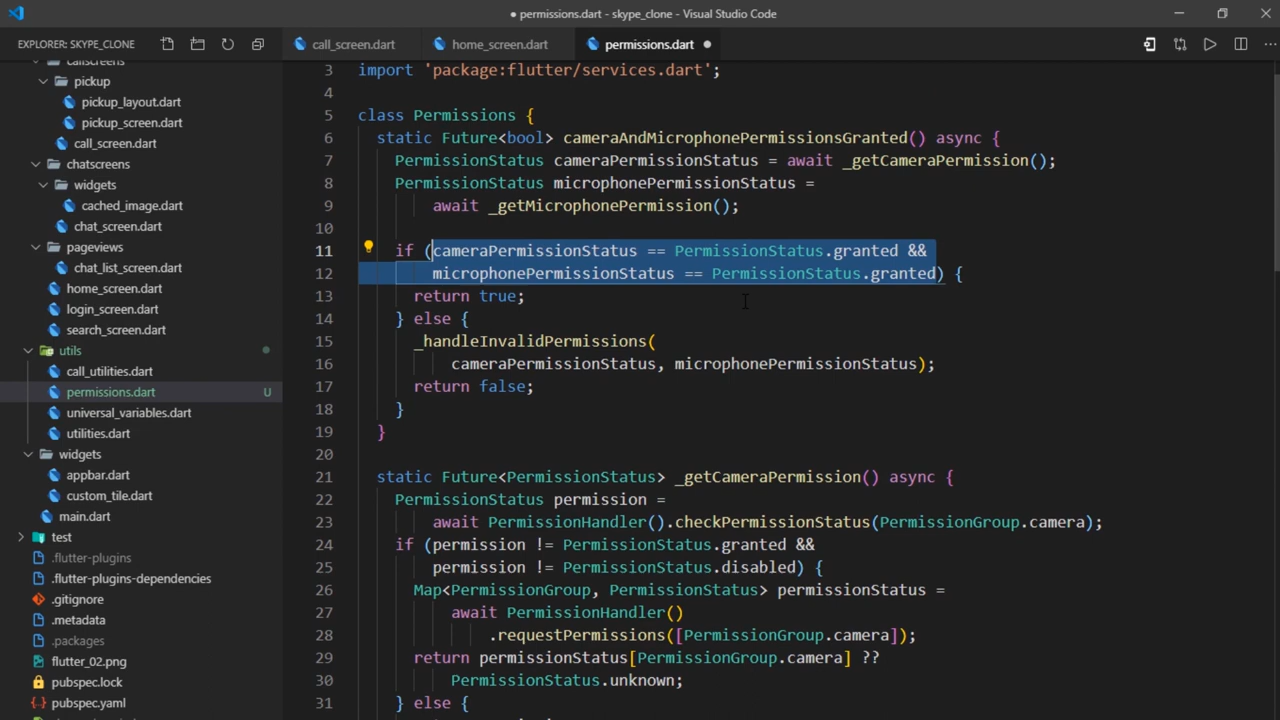 ● permissions.dart - skype_clone - Visual Studio Code
EXPLORER: SKYPE_CLONE
call_screen.dart
home_screen.dart
permissions.dart ●
callscreens
pickup
pickup_layout.dart
pickup_screen.dart
call_screen.dart
chatscreens
widgets
cached_image.dart
chat_screen.dart
pageviews
chat_list_screen.dart
home_screen.dart
login_screen.dart
search_screen.dart
utils
call_utilities.dart
permissions.dart U
universal_variables.dart
utilities.dart
widgets
appbar.dart
custom_tile.dart
main.dart
test
.flutter-plugins
.flutter-plugins-dependencies
.gitignore
.metadata
.packages
flutter_02.png
pubspec.lock
pubspec.yaml
3 import 'package:flutter/services.dart';
4
5 class Permissions {
6 static Future<bool> cameraAndMicrophonePermissionsGranted() async {
7 PermissionStatus cameraPermissionStatus = await _getCameraPermission();
8 PermissionStatus microphonePermissionStatus =
9 await _getMicrophonePermission();
10
11 if (cameraPermissionStatus == PermissionStatus.granted &&
12 microphonePermissionStatus == PermissionStatus.granted) {
13 return true;
14 } else {
15 _handleInvalidPermissions(
16 cameraPermissionStatus, microphonePermissionStatus);
17 return false;
18 }
19 }
20
21 static Future<PermissionStatus> _getCameraPermission() async {
22 PermissionStatus permission =
23 await PermissionHandler().checkPermissionStatus(PermissionGroup.camera);
24 if (permission != PermissionStatus.granted &&
25 permission != PermissionStatus.disabled) {
26 Map<PermissionGroup, PermissionStatus> permissionStatus =
27 await PermissionHandler()
28 .requestPermissions([PermissionGroup.camera]);
29 return permissionStatus[PermissionGroup.camera] ??
30 PermissionStatus.unknown;
31 } else {